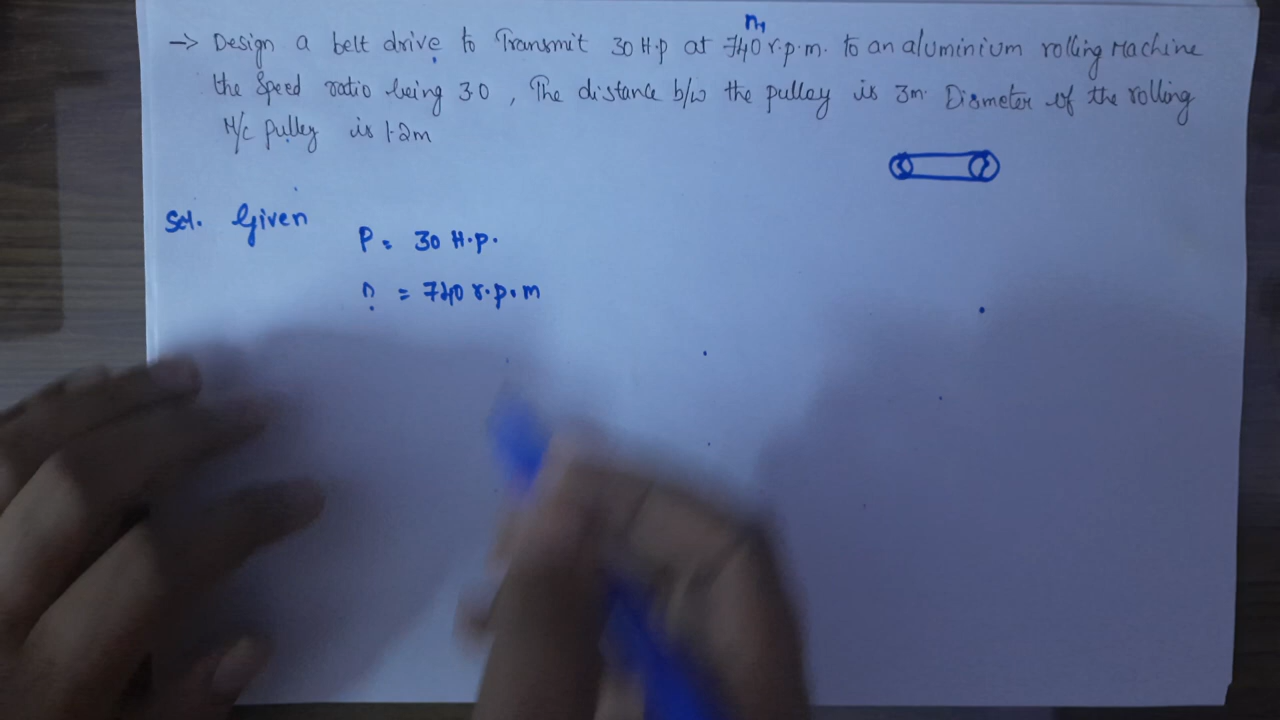 n1
→ Design a belt drive to Transmit 30 H.p at 740 r.p.m. to an aluminium rolling Machine
the Speed ratio being 3.0 , The distance b/w the pulley is 3m. Diameter of the rolling
M/c pulley is 1.2m
Sol. Given
P = 30 H.p.
n = 740 r.p.m